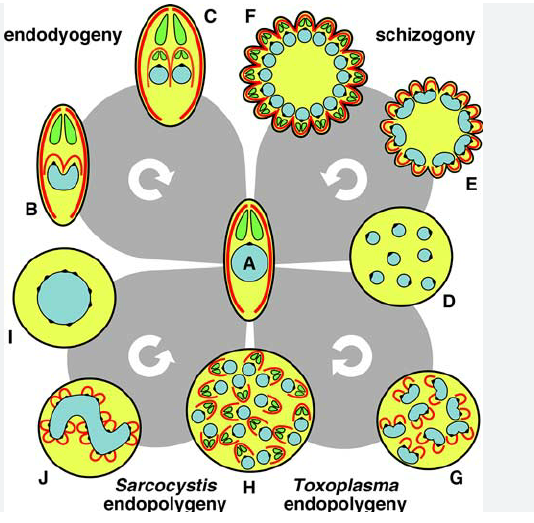 C
F
endodyogeny
schizogony
E
B
A
D
I
J
G
Sarcocystis
endopolygeny
H
Toxoplasma
endopolygeny